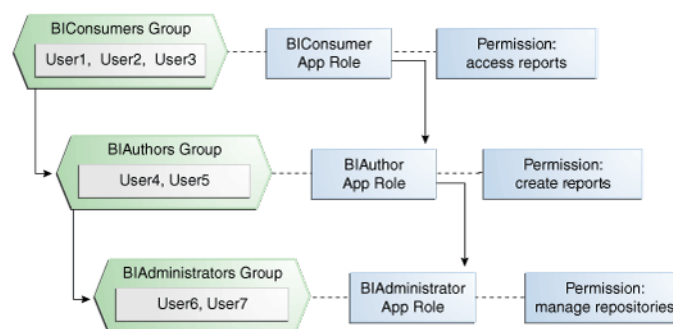 BIConsumers Group
User1, User2, User3
BIConsumer
App Role
Permission:
access reports
BIAuthors Group
User4, User5
BIAuthor
App Role
Permission:
create reports
BIAdministrators Group
User6, User7
BIAdministrator
App Role
Permission:
manage repositories